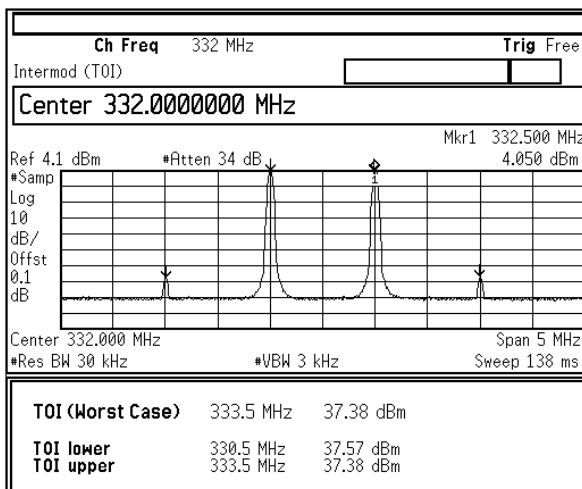 Ch Freq 332 MHz Trig Free
Intermod (TOI)
Center 332.0000000 MHz
Mkr1 332.500 MHz
Ref 4.1 dBm #Atten 34 dB 4.050 dBm
#Samp
Log
10
dB/
Offst
0.1
dB
1
Center 332.000 MHz Span 5 MHz
#Res BW 30 kHz #VBW 3 kHz Sweep 138 ms
TOI (Worst Case) 333.5 MHz 37.38 dBm
TOI lower 330.5 MHz 37.57 dBm
TOI upper 333.5 MHz 37.38 dBm